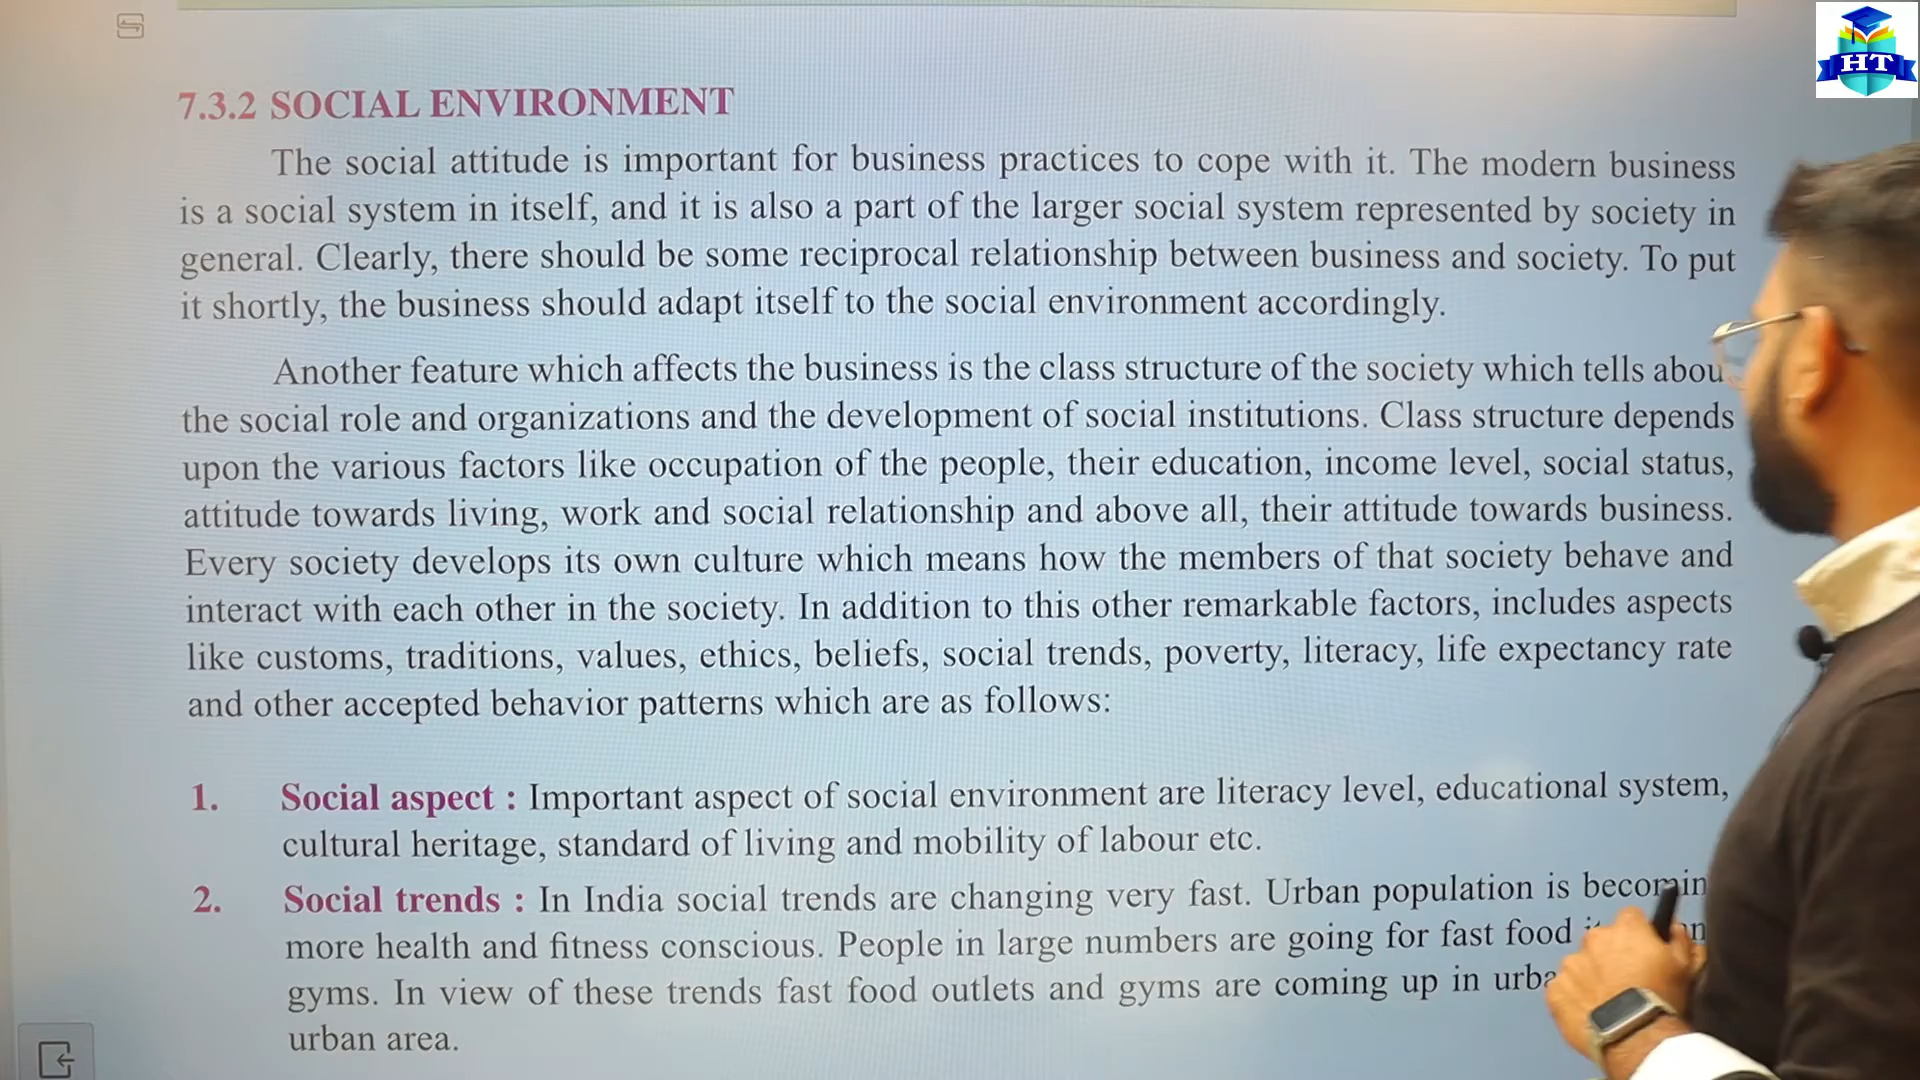 HT
7.3.2 SOCIAL ENVIRONMENT
The social attitude is important for business practices to cope with it. The modern business
is a social system in itself, and it is also a part of the larger social system represented by society in
general. Clearly, there should be some reciprocal relationship between business and society. To put
it shortly, the business should adapt itself to the social environment accordingly.
Another feature which affects the business is the class structure of the society which tells abou
the social role and organizations and the development of social institutions. Class structure depends
upon the various factors like occupation of the people, their education, income level, social status,
attitude towards living, work and social relationship and above all, their attitude towards business.
Every society develops its own culture which means how the members of that society behave and
interact with each other in the society. In addition to this other remarkable factors, includes aspects
like customs, traditions, values, ethics, beliefs, social trends, poverty, literacy, life expectancy rate
and other accepted behavior patterns which are as follows:
1. Social aspect : Important aspect of social environment are literacy level, educational system,
cultural heritage, standard of living and mobility of labour etc.
2. Social trends : In India social trends are changing very fast. Urban population is becomin
more health and fitness conscious. People in large numbers are going for fast food
gyms. In view of these trends fast food outlets and gyms are coming up in urba
urban area.